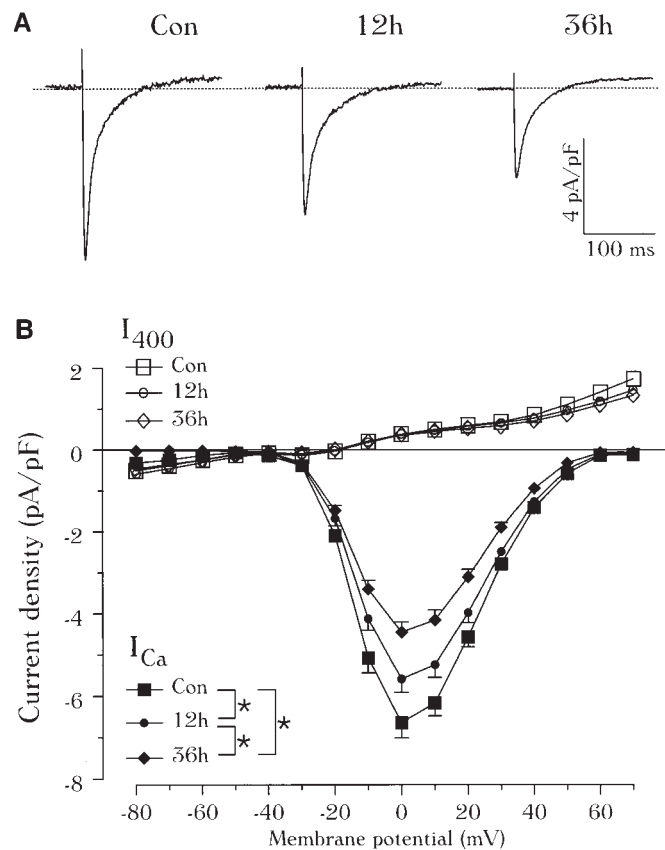 A
Con 12h 36h
4 pA/pF
100 ms
B
I400
Con
12h
36h
Current density (pA/pF)
2
0
-2
-4
-6
-8
ICa
Con
12h
36h
*
*
*
-80 -60 -40 -20 0 20 40 60
Membrane potential (mV)